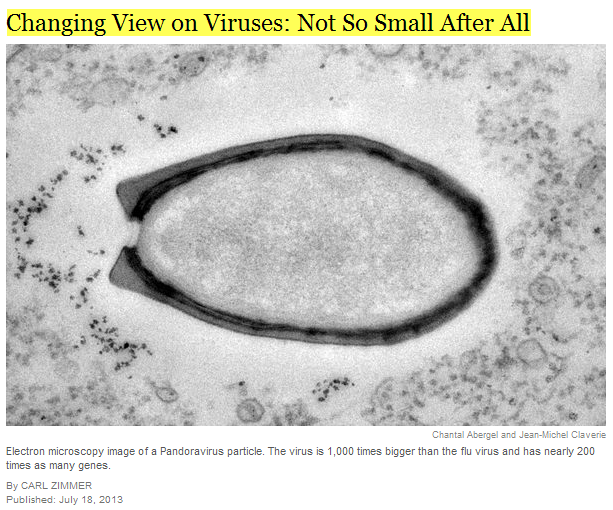 Changing View on Viruses: Not So Small After All
Chantal Abergel and Jean-Michel Claverie
Electron microscopy image of a Pandoravirus particle. The virus is 1,000 times bigger than the flu virus and has nearly 200
times as many genes.
By CARL ZIMMER
Published: July 18, 2013